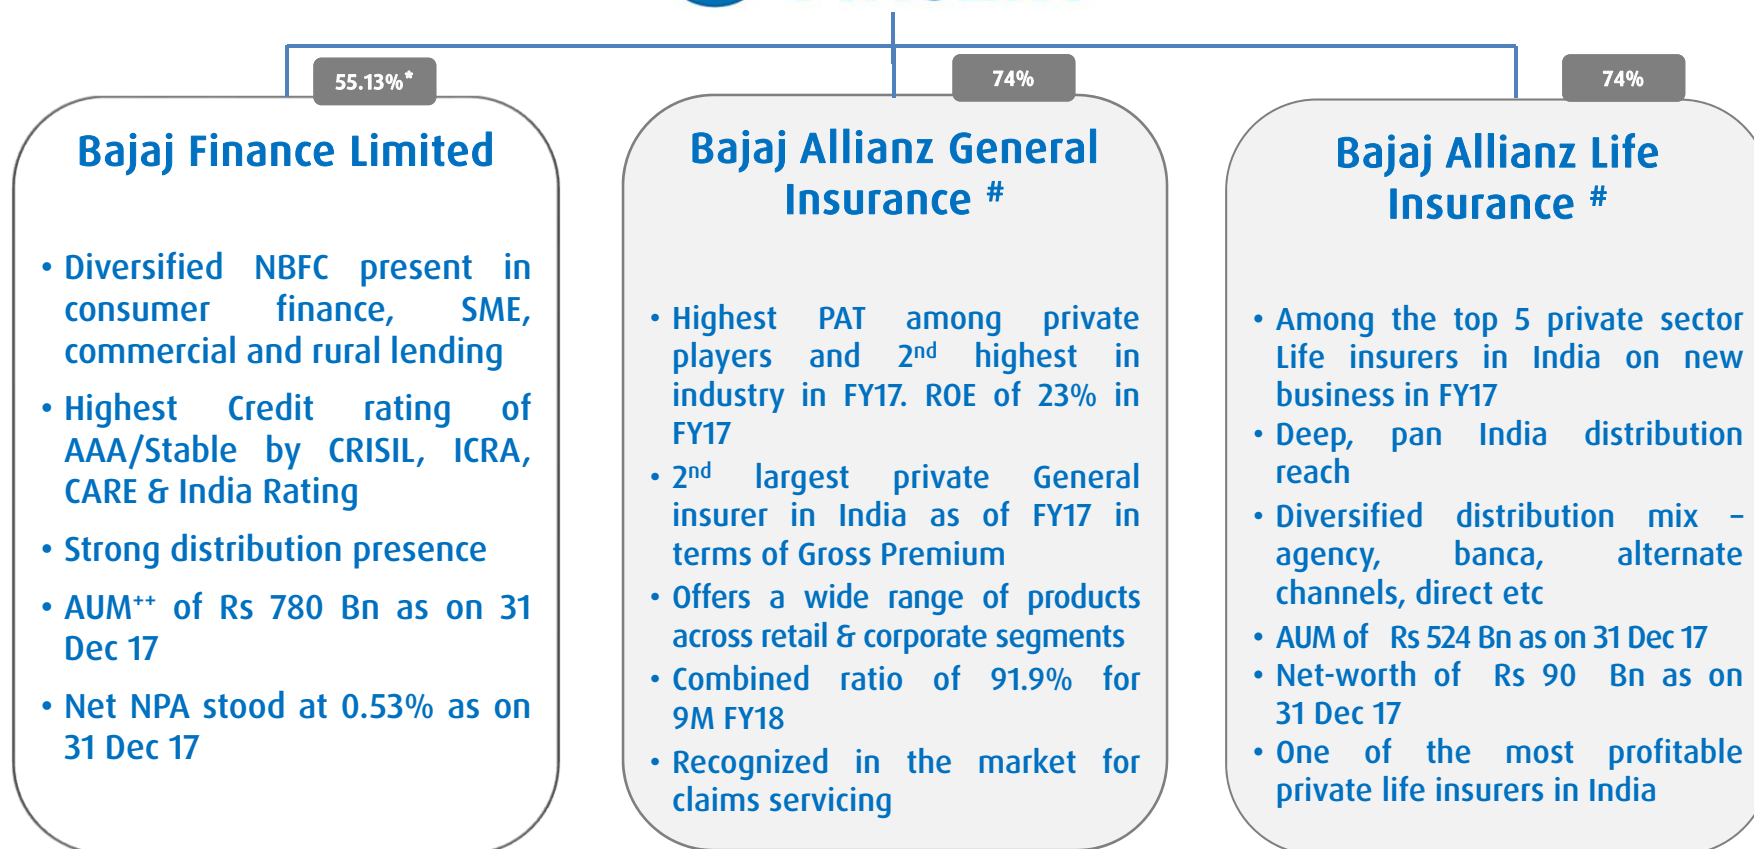 55.13%*
Bajaj Finance Limited
• Diversified NBFC present in
consumer finance, SME,
commercial and rural lending
• Highest Credit rating of
AAA/Stable by CRISIL, ICRA,
CARE & India Rating
• Strong distribution presence
• AUM++ of Rs 780 Bn as on 31
Dec 17
• Net NPA stood at 0.53% as on
31 Dec 17
74%
Bajaj Allianz General
Insurance #
• Highest PAT among private
players and 2nd highest in
industry in FY17. ROE of 23% in
FY17
• 2nd largest private General
insurer in India as of FY17 in
terms of Gross Premium
• Offers a wide range of products
across retail & corporate segments
• Combined ratio of 91.9% for
9M FY18
• Recognized in the market for
claims servicing
74%
Bajaj Allianz Life
Insurance #
• Among the top 5 private sector
Life insurers in India on new
business in FY17
• Deep, pan India distribution
reach
• Diversified distribution mix –
agency, banca, alternate
channels, direct etc
• AUM of Rs 524 Bn as on 31 Dec 17
• Net-worth of Rs 90 Bn as on
31 Dec 17
• One of the most profitable
private life insurers in India